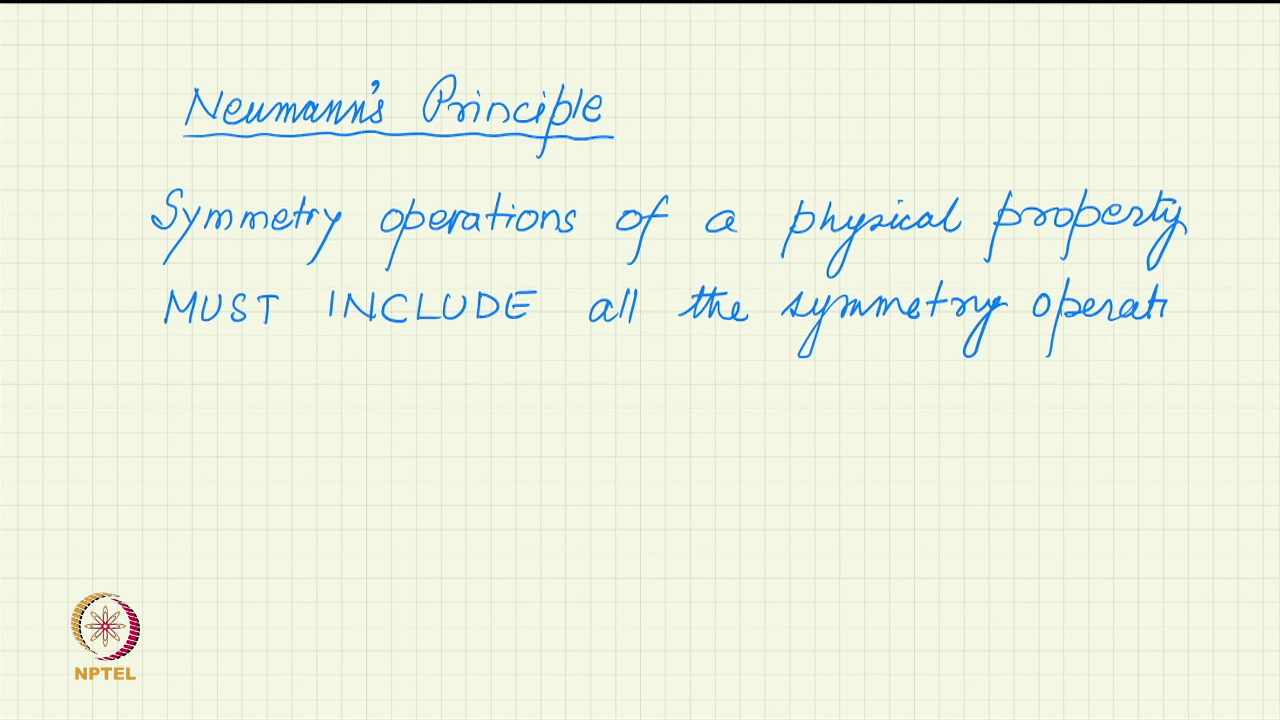 Neumann's Principle
Symmetry operations of a physical property
MUST INCLUDE all the symmetry operati
NPTEL